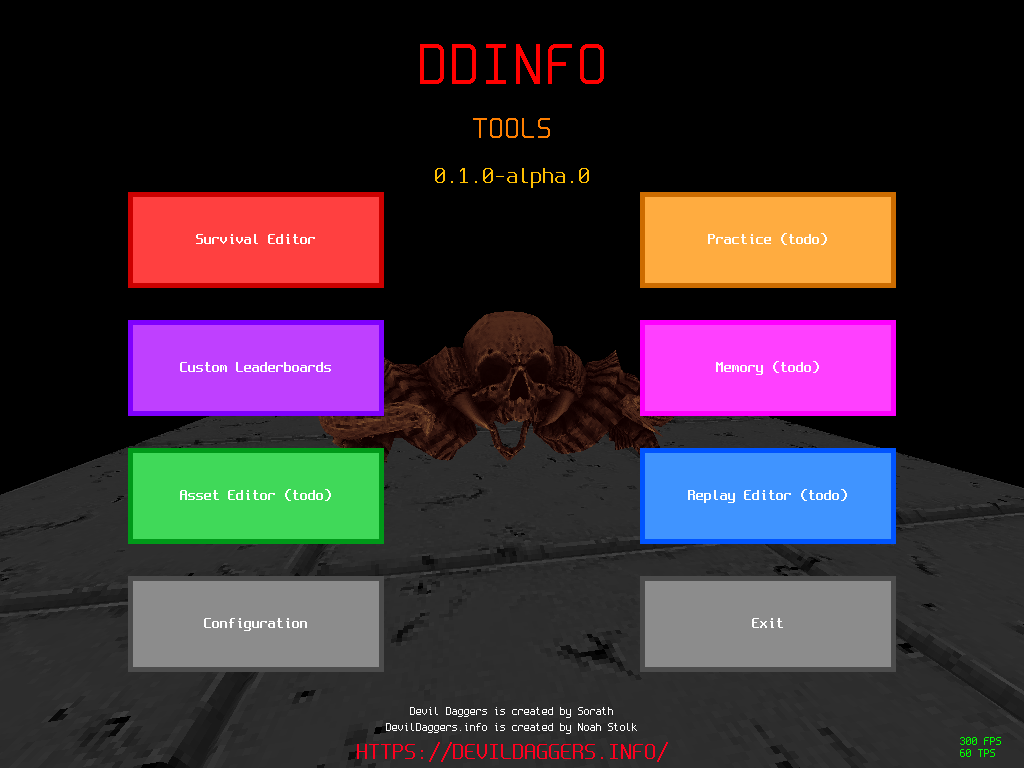 DDINFO
TOOLS
0.1.0-alpha.0
Survival Editor
Practice (todo)
Custom Leaderboards
Memory (todo)
Asset Editor (todo)
Replay Editor (todo)
Configuration
Exit
Devil Daggers is created by Sorath
DevilDaggers.info is created by Noah Stolk
HTTPS://DEVILDAGGERS.INFO/
300 FPS
60 TPS